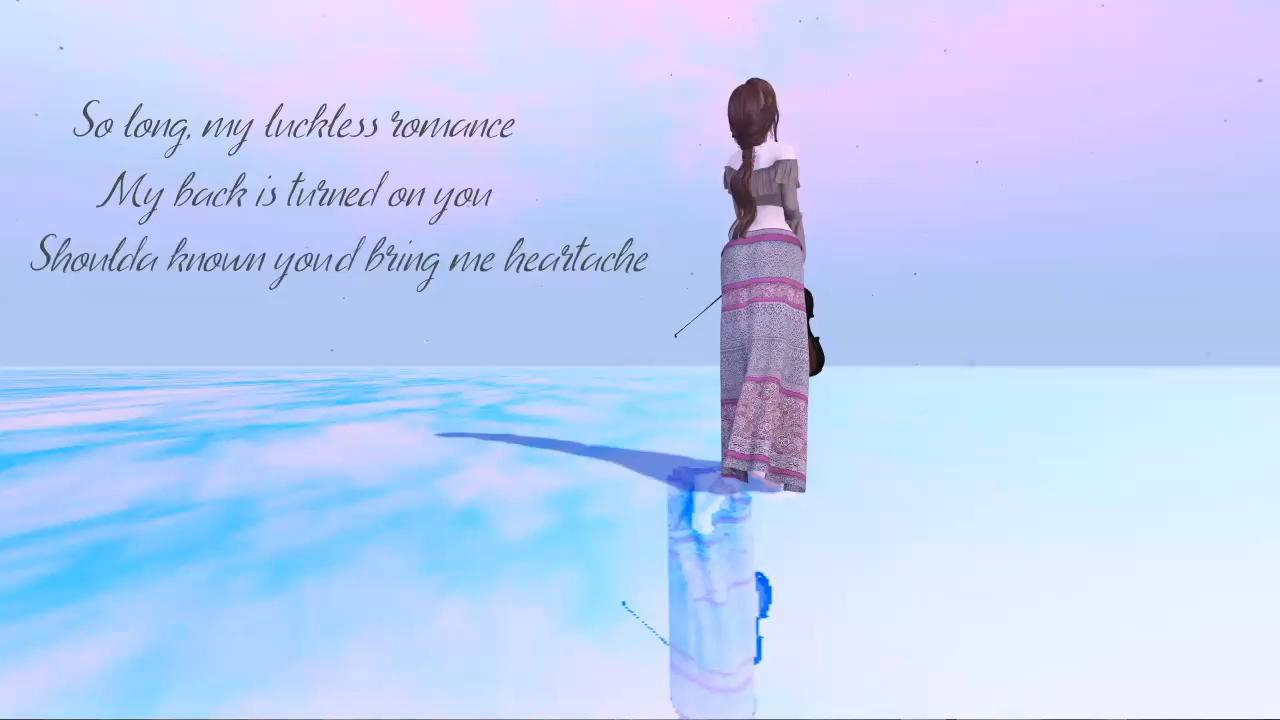 So long, my luckless romance
My back is turned on you
Shoulda known you'd bring me heartache